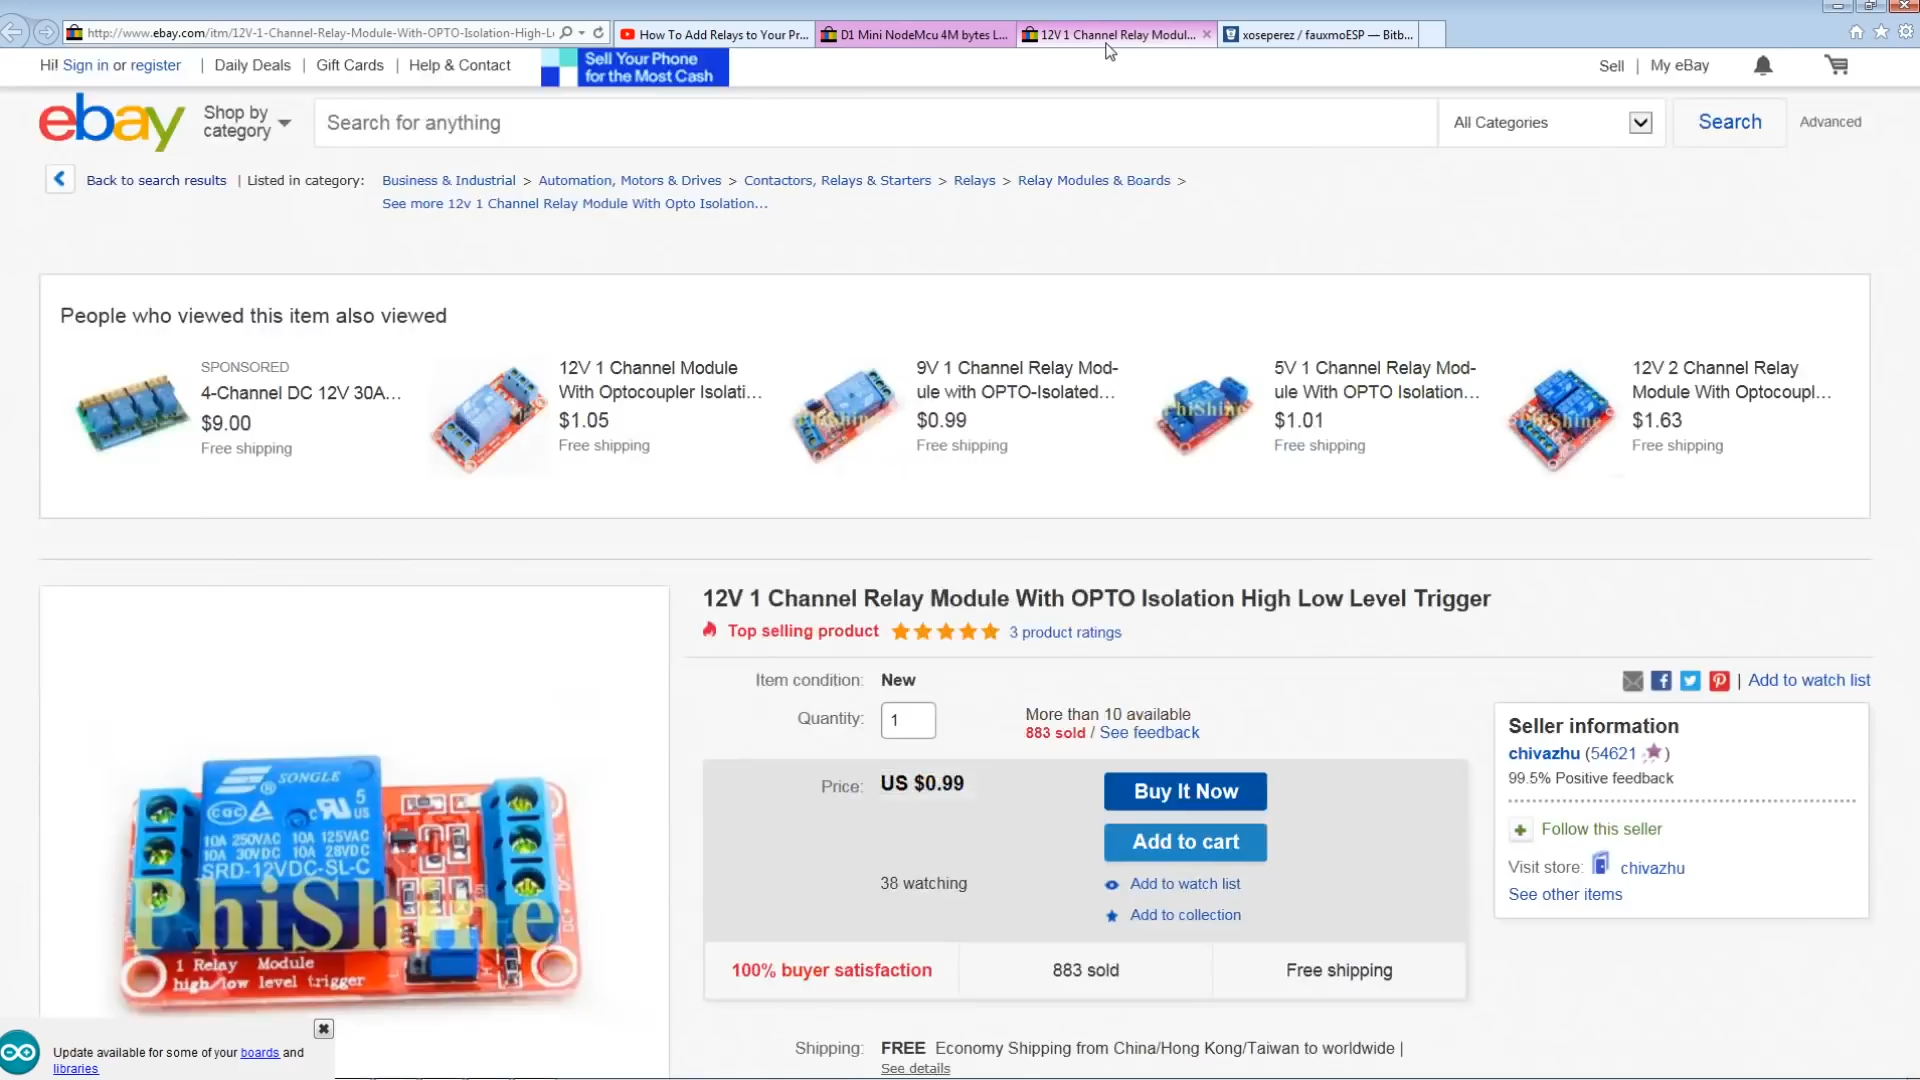 http://www.ebay.com/itm/12V-1-Channel-Relay-Module-With-OPTO-Isolation-High-L
How To Add Relays to Your Pr...
D1 Mini NodeMcu 4M bytes L...
12V 1 Channel Relay Modul...
xoseperez / fauxmoESP — Bitb...
Hi! Sign in or register | Daily Deals | Gift Cards | Help & Contact
Sell Your Phone
for the Most Cash
Sell | My eBay
ebay
Shop by
category
Search for anything
All Categories
Search
Advanced
Back to search results | Listed in category: Business & Industrial > Automation, Motors & Drives > Contactors, Relays & Starters > Relays > Relay Modules & Boards >
See more 12v 1 Channel Relay Module With Opto Isolation...
People who viewed this item also viewed
SPONSORED
4-Channel DC 12V 30A...
$9.00
Free shipping
12V 1 Channel Module
With Optocoupler Isolati...
$1.05
Free shipping
9V 1 Channel Relay Mod-
ule with OPTO-Isolated...
$0.99
Free shipping
5V 1 Channel Relay Mod-
ule With OPTO Isolation...
$1.01
Free shipping
12V 2 Channel Relay
Module With Optocoupl...
$1.63
Free shipping
12V 1 Channel Relay Module With OPTO Isolation High Low Level Trigger
Top selling product
3 product ratings
Item condition: New
Quantity: 1
More than 10 available
883 sold / See feedback
Price: US $0.99
Buy It Now
Add to cart
38 watching
Add to watch list
Add to collection
100% buyer satisfaction
883 sold
Free shipping
Shipping: FREE Economy Shipping from China/Hong Kong/Taiwan to worldwide |
See details
| Add to watch list
Seller information
chivazhu (54621 )
99.5% Positive feedback
Follow this seller
Visit store: chivazhu
See other items
SONGLE
CQC
US
10A 250VAC 10A 125VAC
10A 30VDC 10A 28VDC
SRD-12VDC-SL-C
PhiShine
1 Relay Module
high/low level trigger
IN
DC-
DC+
Update available for some of your boards and
libraries